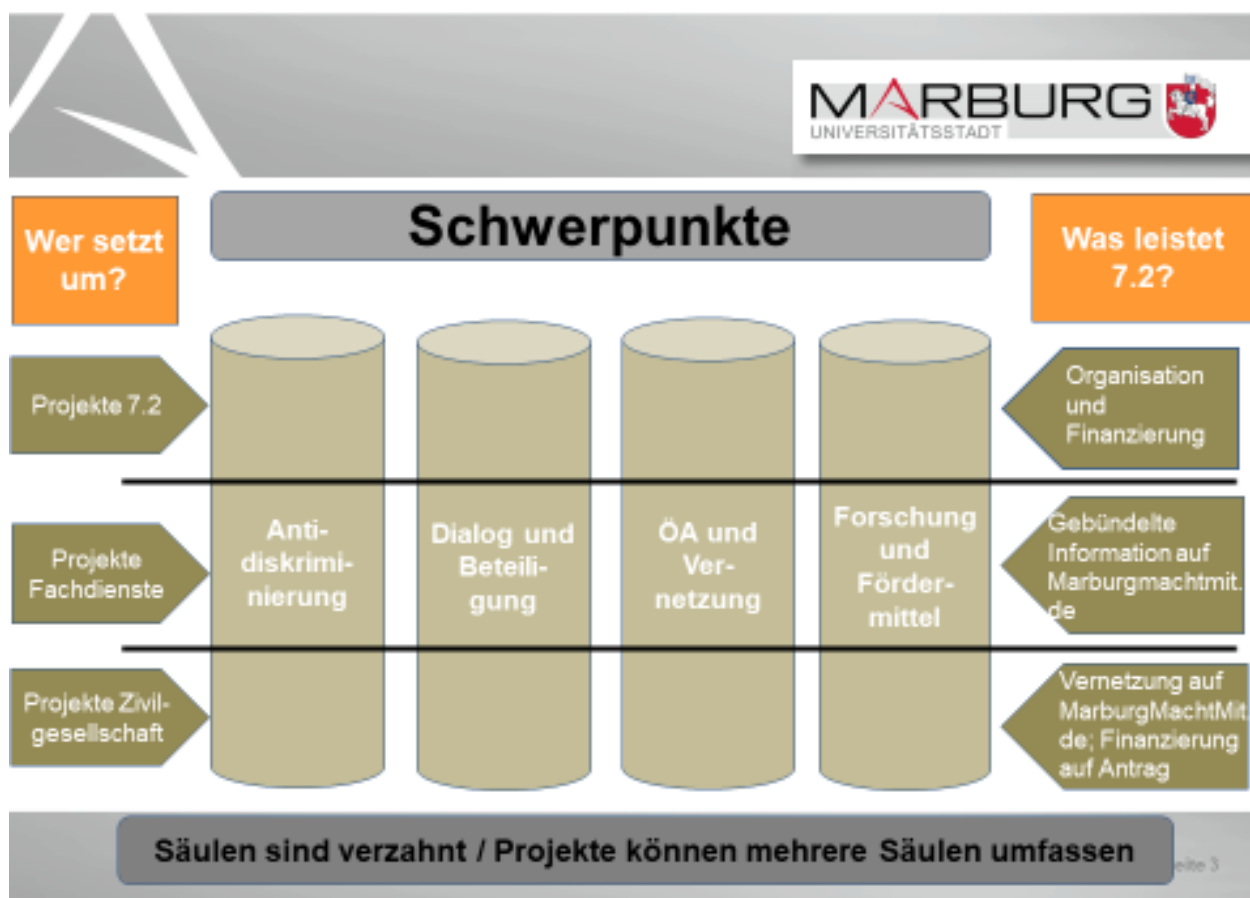 MARBURG
UNIVERSITÄTSSTADT
Wer setzt
um?
Schwerpunkte
Was leistet
7.2?
Projekte 7.2
Organisation
und
Finanzierung
Anti-
diskrimi-
nierung
Dialog und
Beteili-
gung
ÖA und
Ver-
netzung
Forschung
und
Förder-
mittel
Projekte
Fachdienste
Gebündelte
Information auf
Marburgmachtmit.
de
Projekte Zivil-
gesellschaft
Vernetzung auf
MarburgMachtMit.
de; Finanzierung
auf Antrag
Säulen sind verzahnt / Projekte können mehrere Säulen umfassen
eite 3